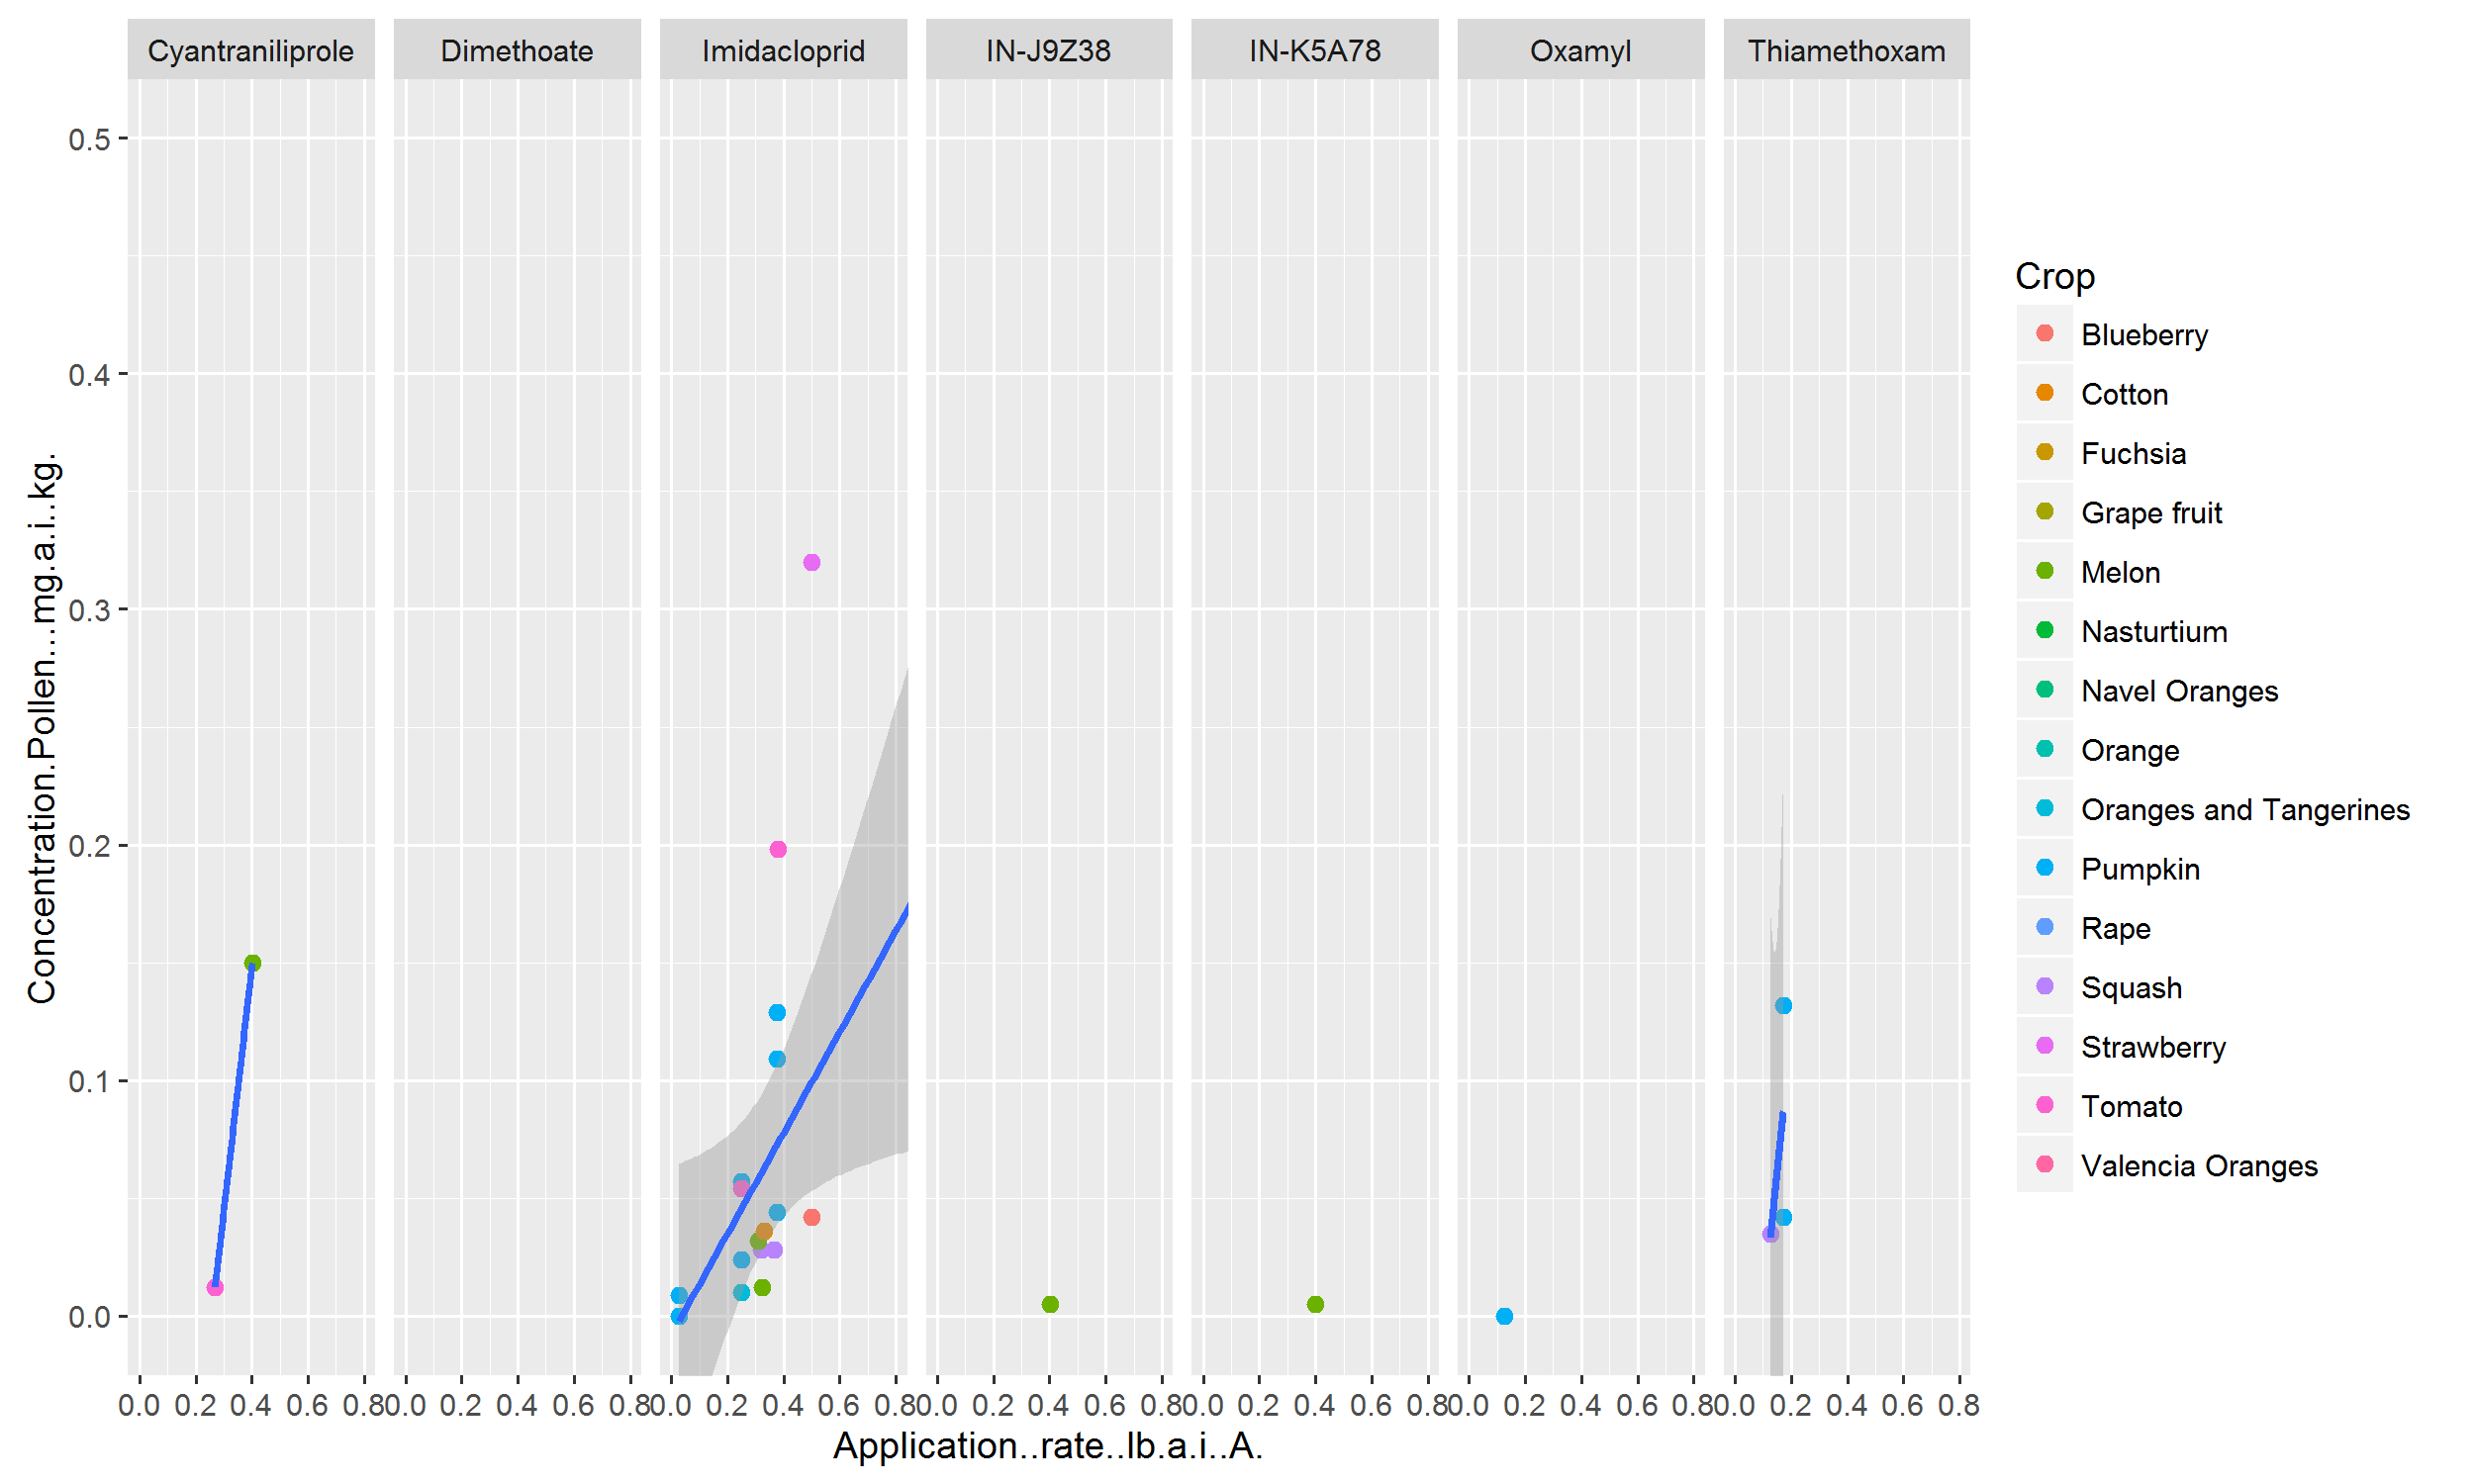 Cyantraniliprole Dimethoate Imidacloprid IN-J9Z38 IN-K5A78 Oxamyl Thiamethoxam
0.5
0.4
0.3
0.2
0.1
0.0
Concentration.Pollen...mg.a.i..kg.
0.0 0.2 0.4 0.6 0.8 0.0 0.2 0.4 0.6 0.8 0.0 0.2 0.4 0.6 0.8 0.0 0.2 0.4 0.6 0.8 0.0 0.2 0.4 0.6 0.8 0.0 0.2 0.4 0.6 0.8 0.0 0.2 0.4 0.6 0.8
Application..rate..lb.a.i..A.
Crop
Blueberry
Cotton
Fuchsia
Grape fruit
Melon
Nasturtium
Navel Oranges
Orange
Oranges and Tangerines
Pumpkin
Rape
Squash
Strawberry
Tomato
Valencia Oranges